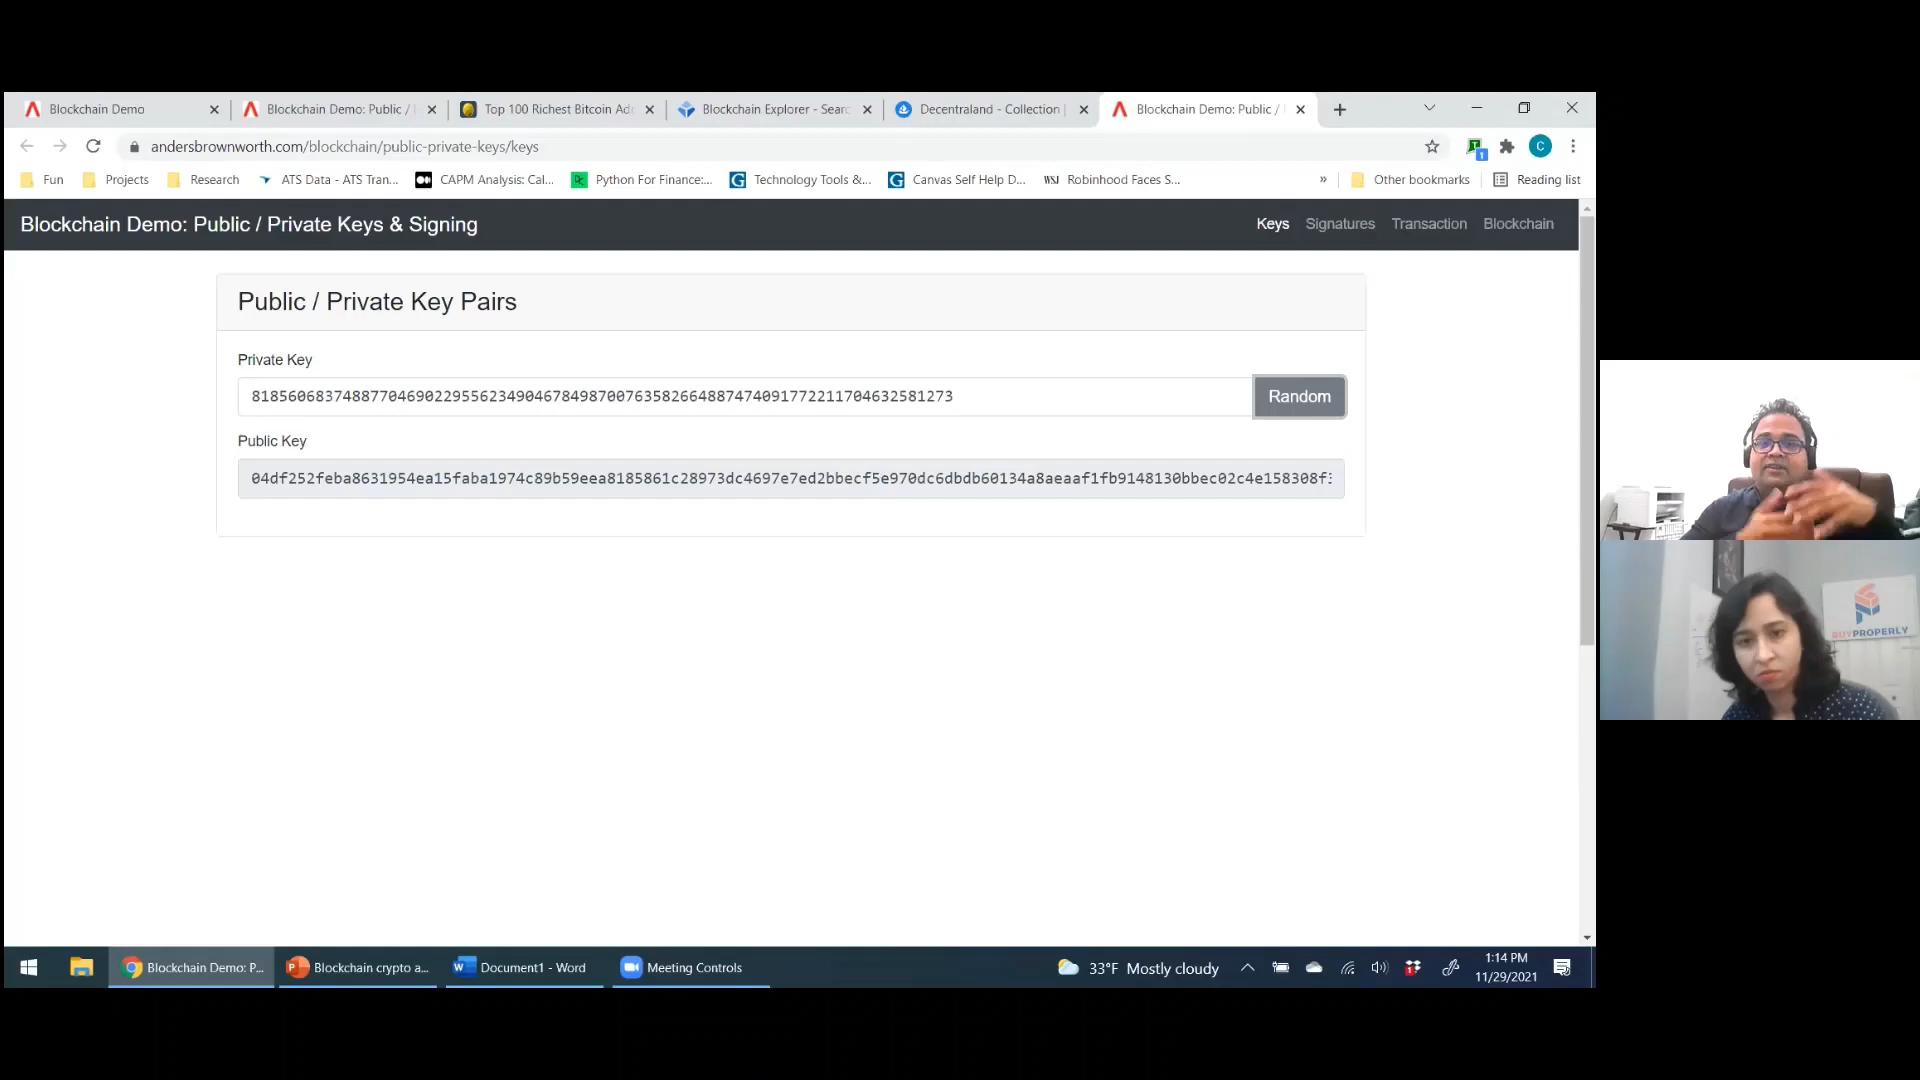 Blockchain Demo
Blockchain Demo: Public /
Top 100 Richest Bitcoin Ad
Blockchain Explorer - Sear
Decentraland - Collection
Blockchain Demo: Public /
andersbrownworth.com/blockchain/public-private-keys/keys
C
1
Fun
Projects
Research
ATS Data - ATS Tran...
CAPM Analysis: Cal...
Python For Finance:...
Technology Tools &...
Canvas Self Help D...
WSJ
Robinhood Faces S...
»
Other bookmarks
Reading list
Blockchain Demo: Public / Private Keys & Signing
Keys
Signatures
Transaction
Blockchain
Public / Private Key Pairs
Private Key
81856068374887704690229556234904678498700763582664887474091772211704632581273
Random
Public Key
04df252feba8631954ea15faba1974c89b59eea8185861c28973dc4697e7ed2bbecf5e970dc6dbdb60134a8aeaaf1fb9148130bbec02c4e158308f
BUYPROPERLY
Blockchain Demo: P...
Blockchain crypto a...
Document1 - Word
Meeting Controls
33°F Mostly cloudy
1:14 PM
11/29/2021